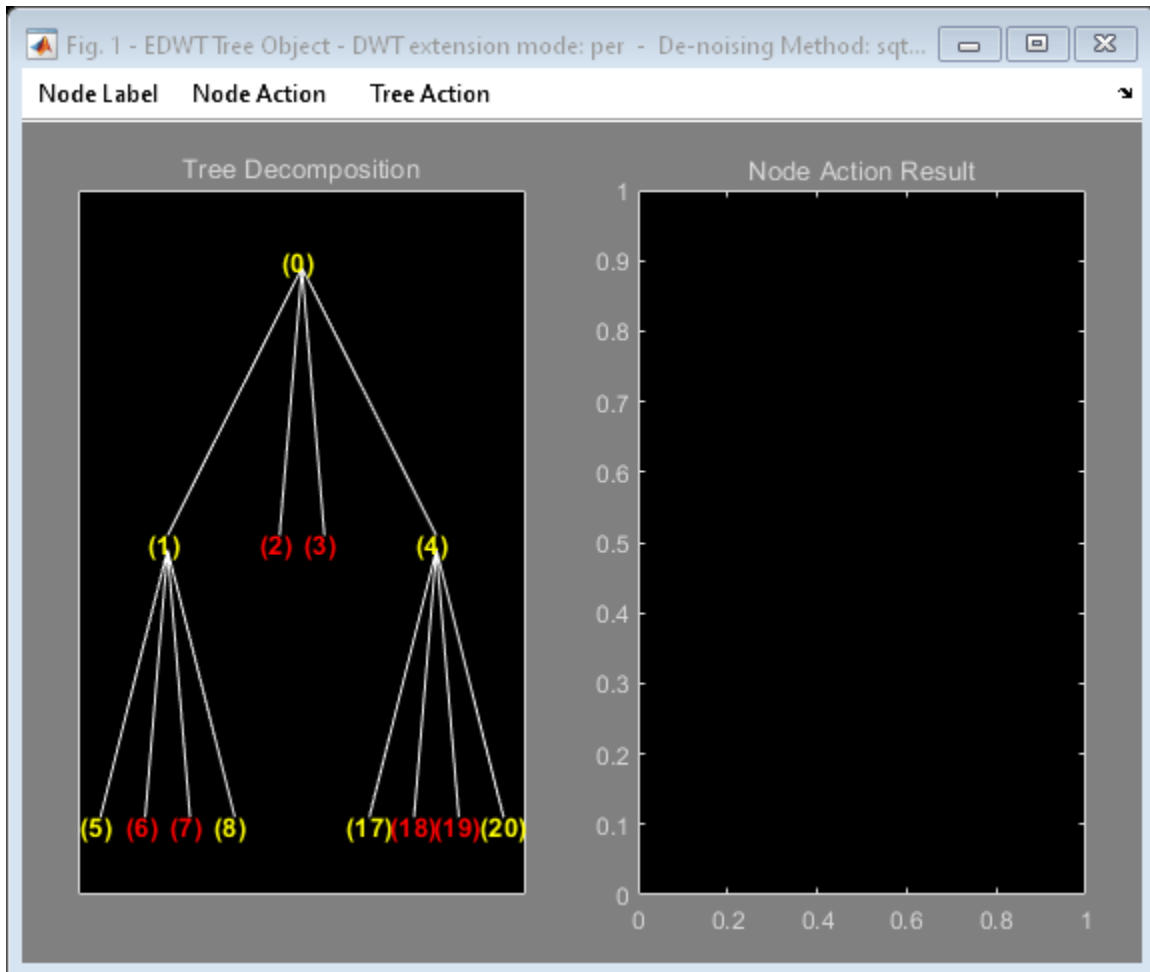 Fig. 1 - EDWT Tree Object - DWT extension mode: per - De-noising Method: sqt...
Node Label Node Action Tree Action
Tree Decomposition
(0)
(1) (2) (3) (4)
(5) (6) (7) (8) (17) (18) (19) (20)
Node Action Result
1
0.9
0.8
0.7
0.6
0.5
0.4
0.3
0.2
0.1
0
0 0.2 0.4 0.6 0.8 1